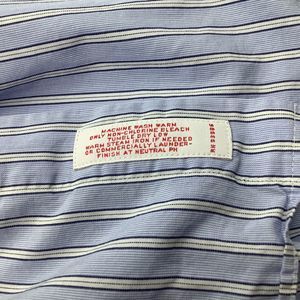 MACHINE WASH WARM
ONLY NON-CHLORINE BLEACH
TUMBLE DRY LOW
WARM STEAM IRON IF NEEDED
OR COMMERCIALLY LAUNDER-
FINISH AT NEUTRAL PH